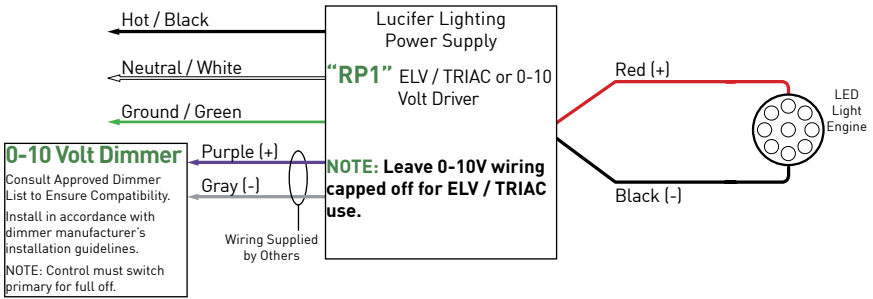 Hot / Black
Neutral / White
Ground / Green
0-10 Volt Dimmer
Consult Approved Dimmer
List to Ensure Compatibility.
Install in accordance with
dimmer manufacturer's
installation guidelines.
NOTE: Control must switch
primary for full off.
Purple (+)
Gray (-)
Wiring Supplied
by Others
Lucifer Lighting
Power Supply
“RP1” ELV / TRIAC or 0-10
Volt Driver
NOTE: Leave 0-10V wiring
capped off for ELV / TRIAC
use.
Red (+)
Black (-)
LED
Light
Engine